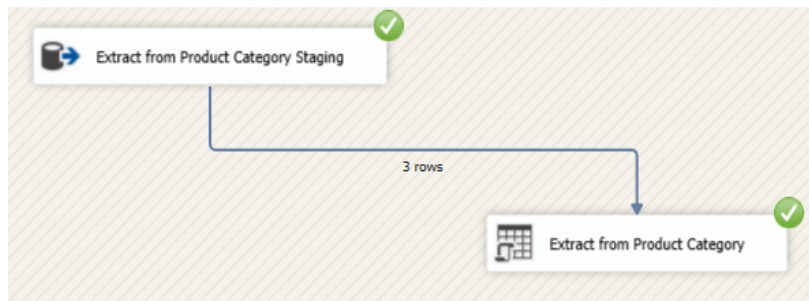 Extract from Product Category Staging
3 rows
Extract from Product Category